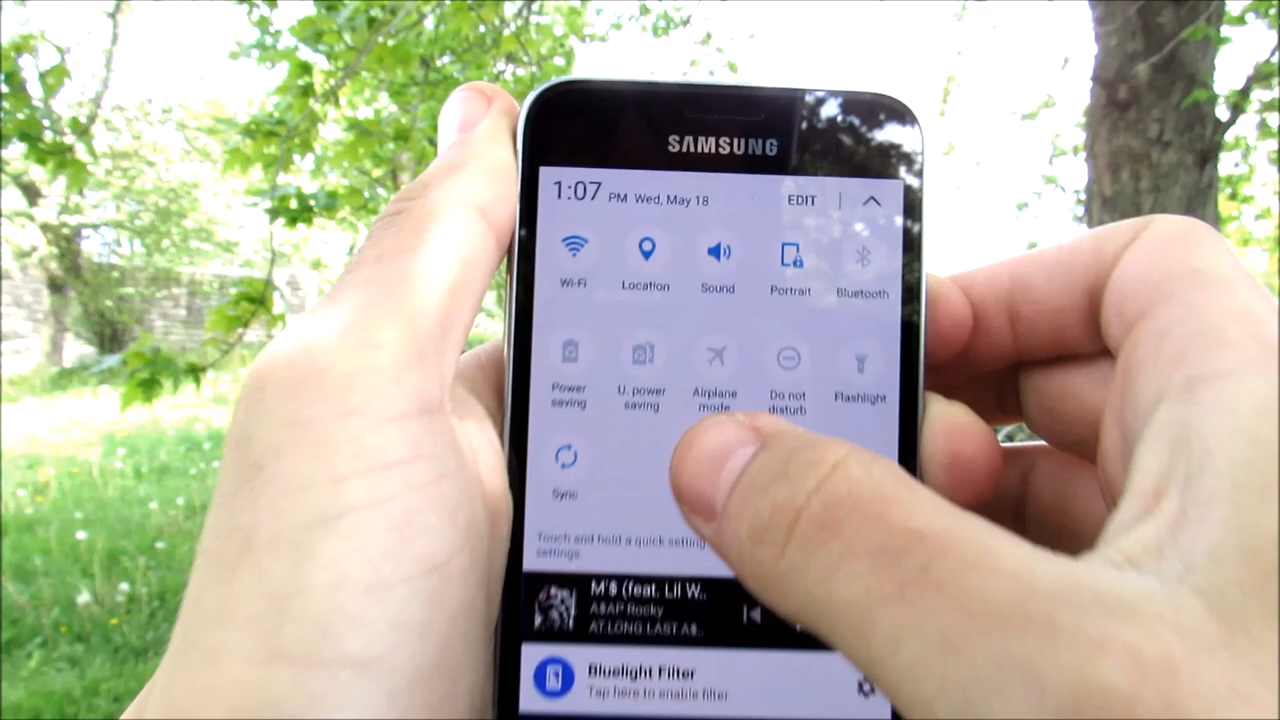 SAMSUNG
1:07 PM Wed, May 18 EDIT
Wi-Fi Location Sound Portrait Bluetooth
Power saving
U. power saving
Airplane mode
Do not disturb
Flashlight
Sync
Touch and hold a quick setting
settings.
M'$ (feat. Lil W..
A$AP Rocky
AT.LONG.LAST.A$..
Bluelight Filter
Tap here to enable filter